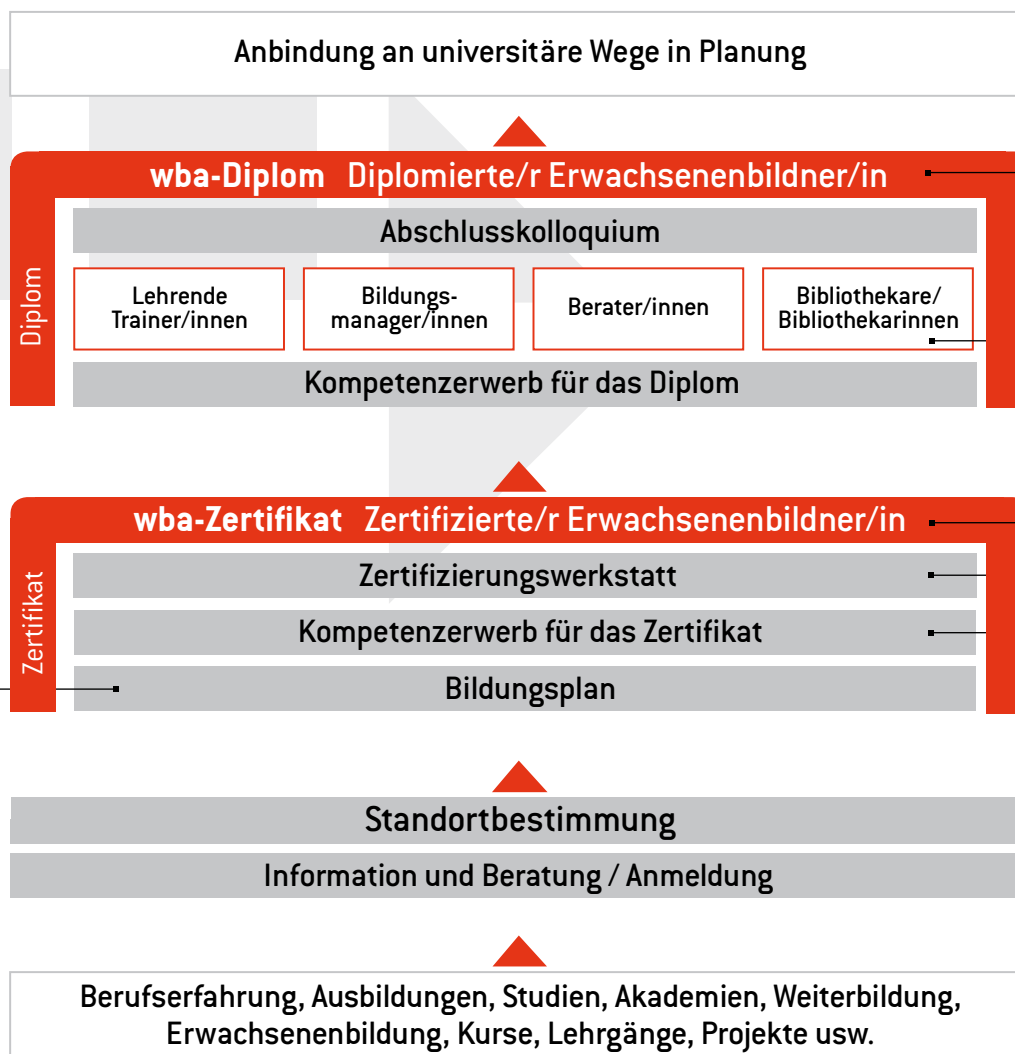 Anbindung an universitäre Wege in Planung
wba-Diplom Diplomierte/r Erwachsenenbildner/in
Diplom
Abschlusskolloquium
Lehrende
Trainer/innen
Bildungs-
manager/innen
Berater/innen
Bibliothekare/
Bibliothekarinnen
Kompetenzerwerb für das Diplom
wba-Zertifikat Zertifizierte/r Erwachsenenbildner/in
Zertifikat
Zertifizierungswerkstatt
Kompetenzerwerb für das Zertifikat
Bildungsplan
Standortbestimmung
Information und Beratung / Anmeldung
Berufserfahrung, Ausbildungen, Studien, Akademien, Weiterbildung,
Erwachsenenbildung, Kurse, Lehrgänge, Projekte usw.